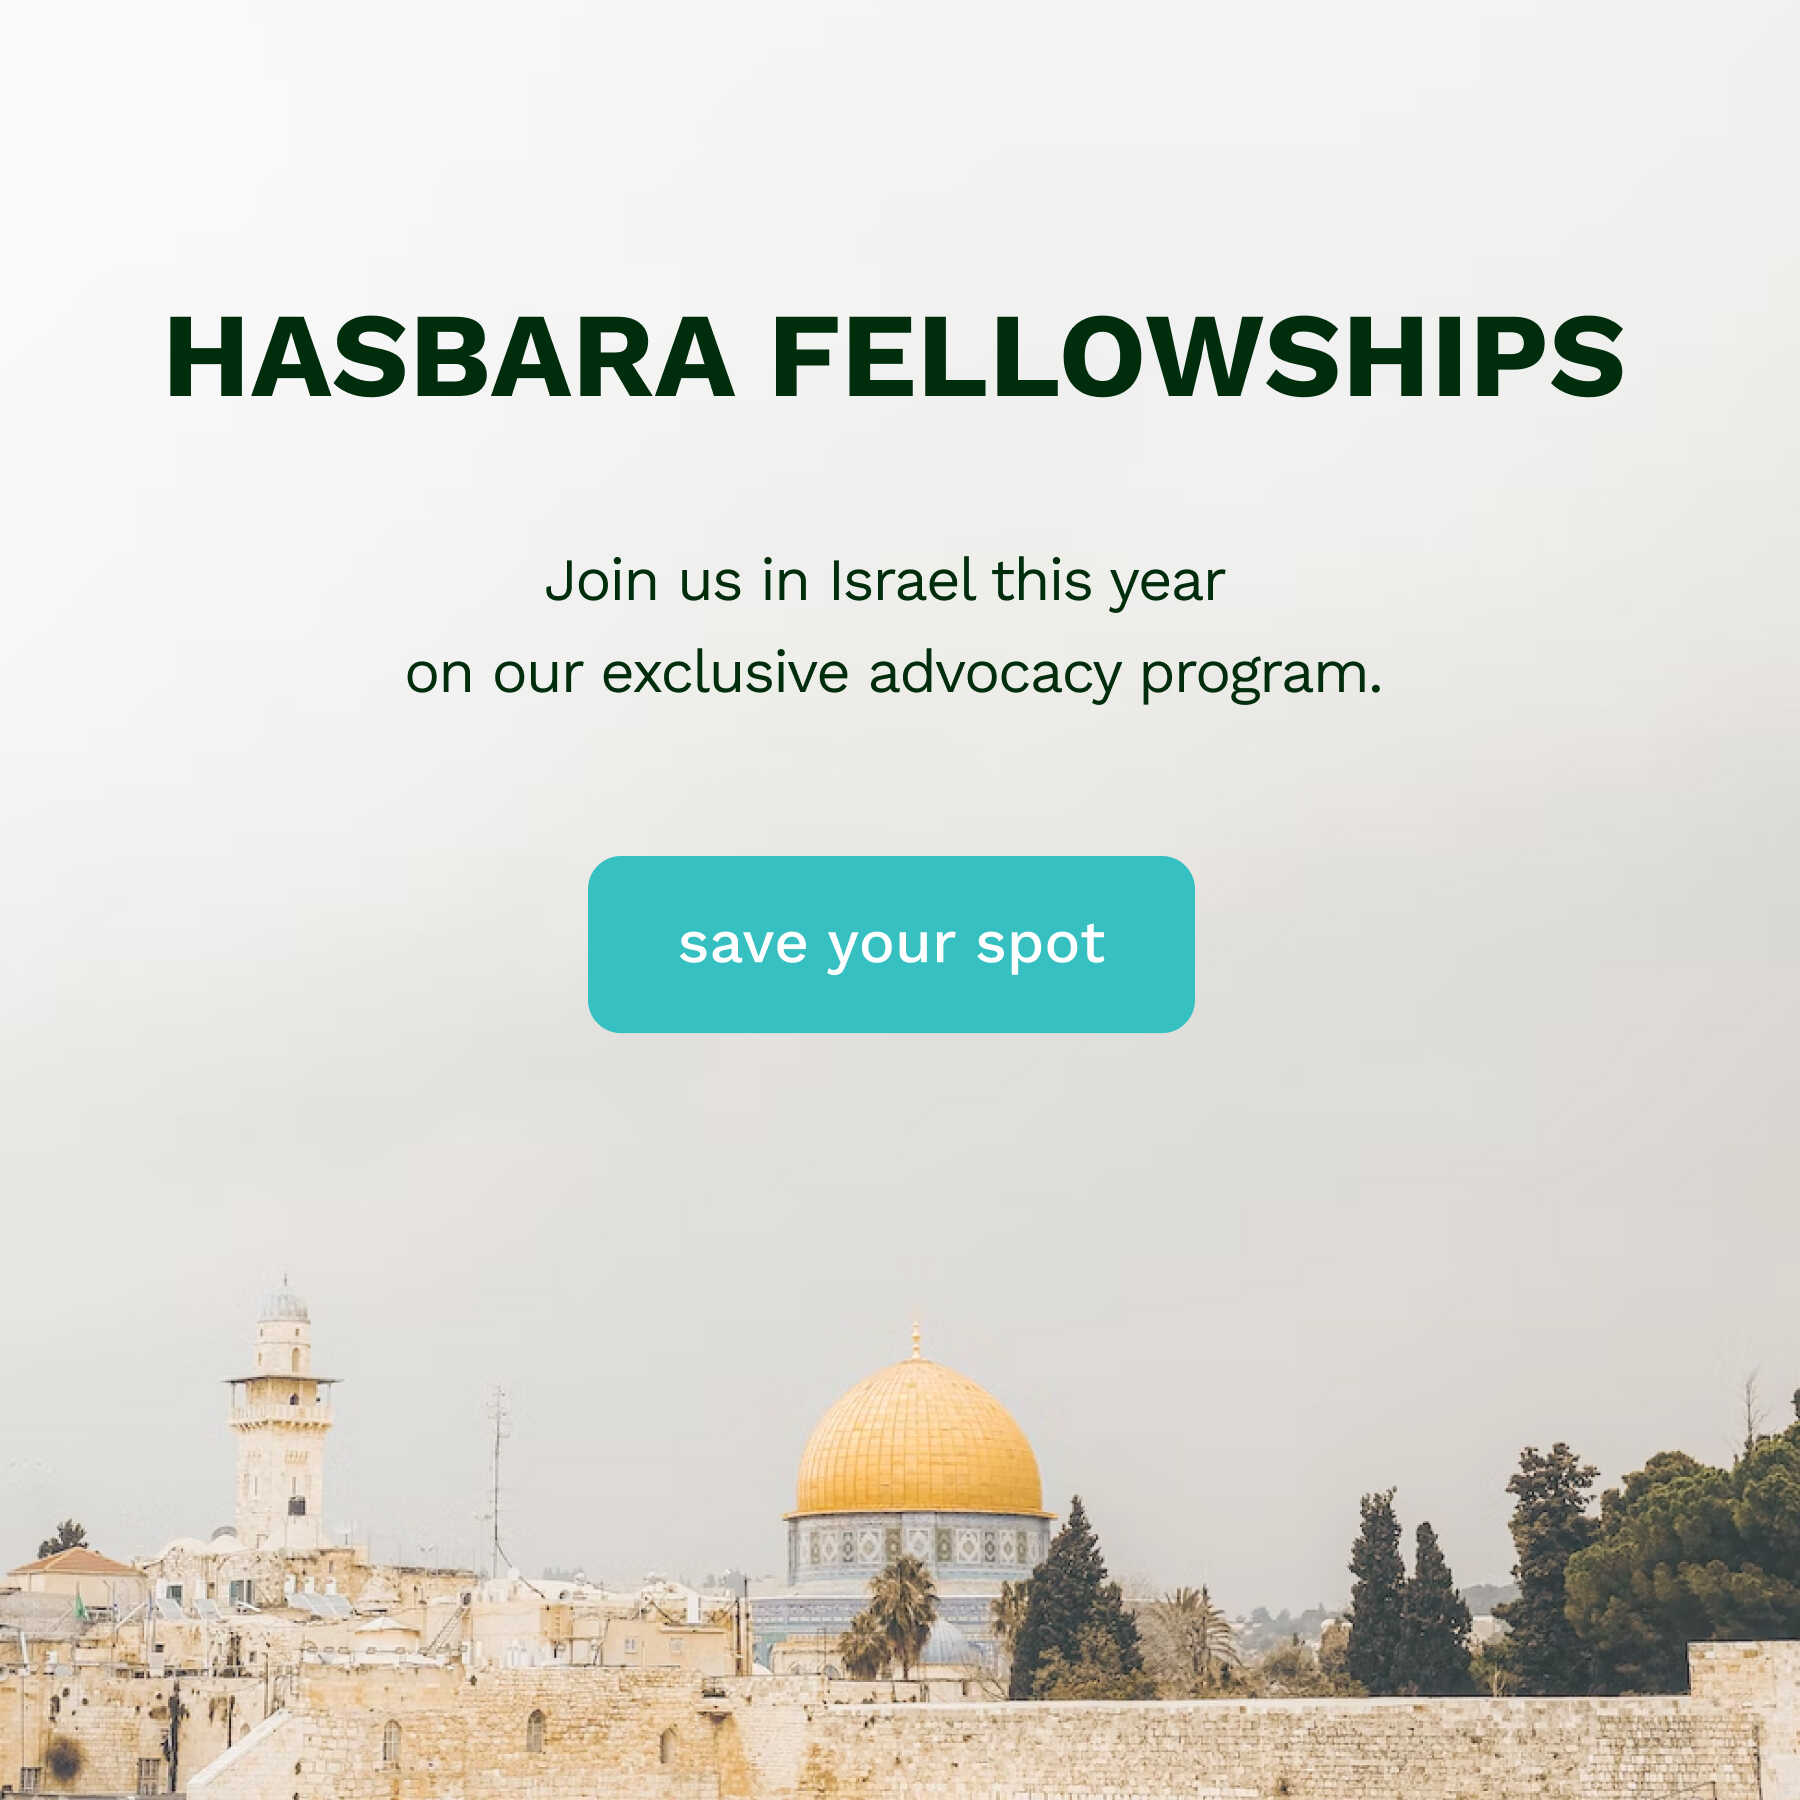 HASBARA FELLOWSHIPS
Join us in Israel this year
on our exclusive advocacy program.
save your spot